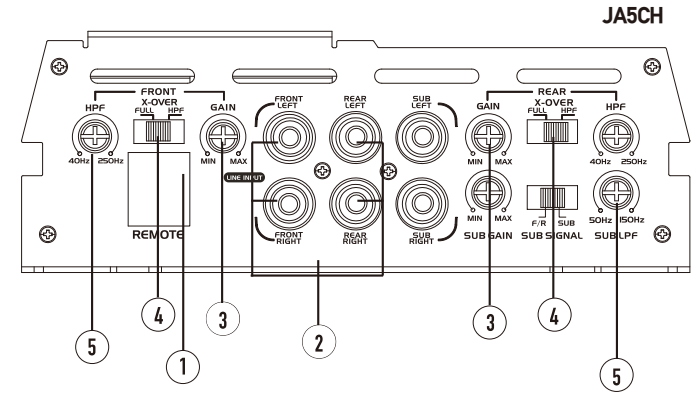 JA5CH
FRONT
X-OVER
HPF
FULL
HPF
GAIN
40Hz
250Hz
MIN
MAX
REMOTE
FRONT
LEFT
REAR
LEFT
SUB
LEFT
LINE INPUT
FRONT
RIGHT
REAR
RIGHT
SUB
RIGHT
REAR
X-OVER
GAIN
FULL
HPF
HPF
MIN
MAX
40Hz
250Hz
MIN
MAX
F/R
SUB
50Hz
150Hz
SUB GAIN
SUB SIGNAL
SUB LPF
5
4
1
3
2
3
4
5